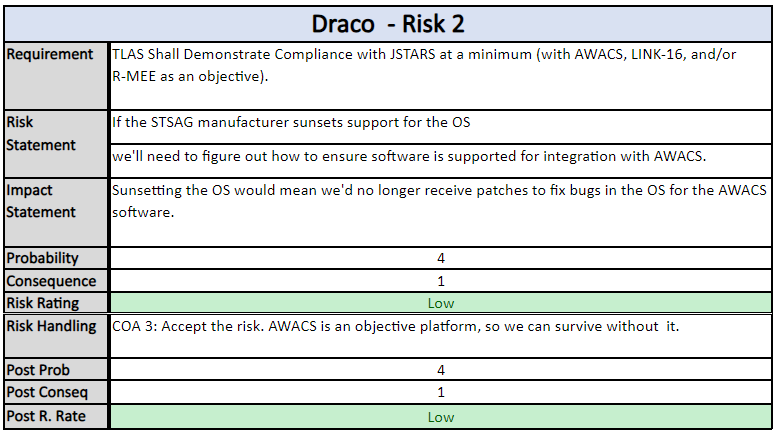 Draco - Risk 2
Requirement TLAS Shall Demonstrate Compliance with JSTARS at a minimum (with AWACS, LINK-16, and/or
R-MEE as an objective).
Risk If the STSAG manufacturer sunsets support for the OS
Statement
we'll need to figure out how to ensure software is supported for integration with AWACS.
Impact Sunsetting the OS would mean we'd no longer receive patches to fix bugs in the OS for the AWACS
Statement software.
Probability 4
Consequence 1
Risk Rating Low
Risk Handling COA 3: Accept the risk. AWACS is an objective platform, so we can survive without it.
Post Prob 4
Post Conseq 1
Post R. Rate Low